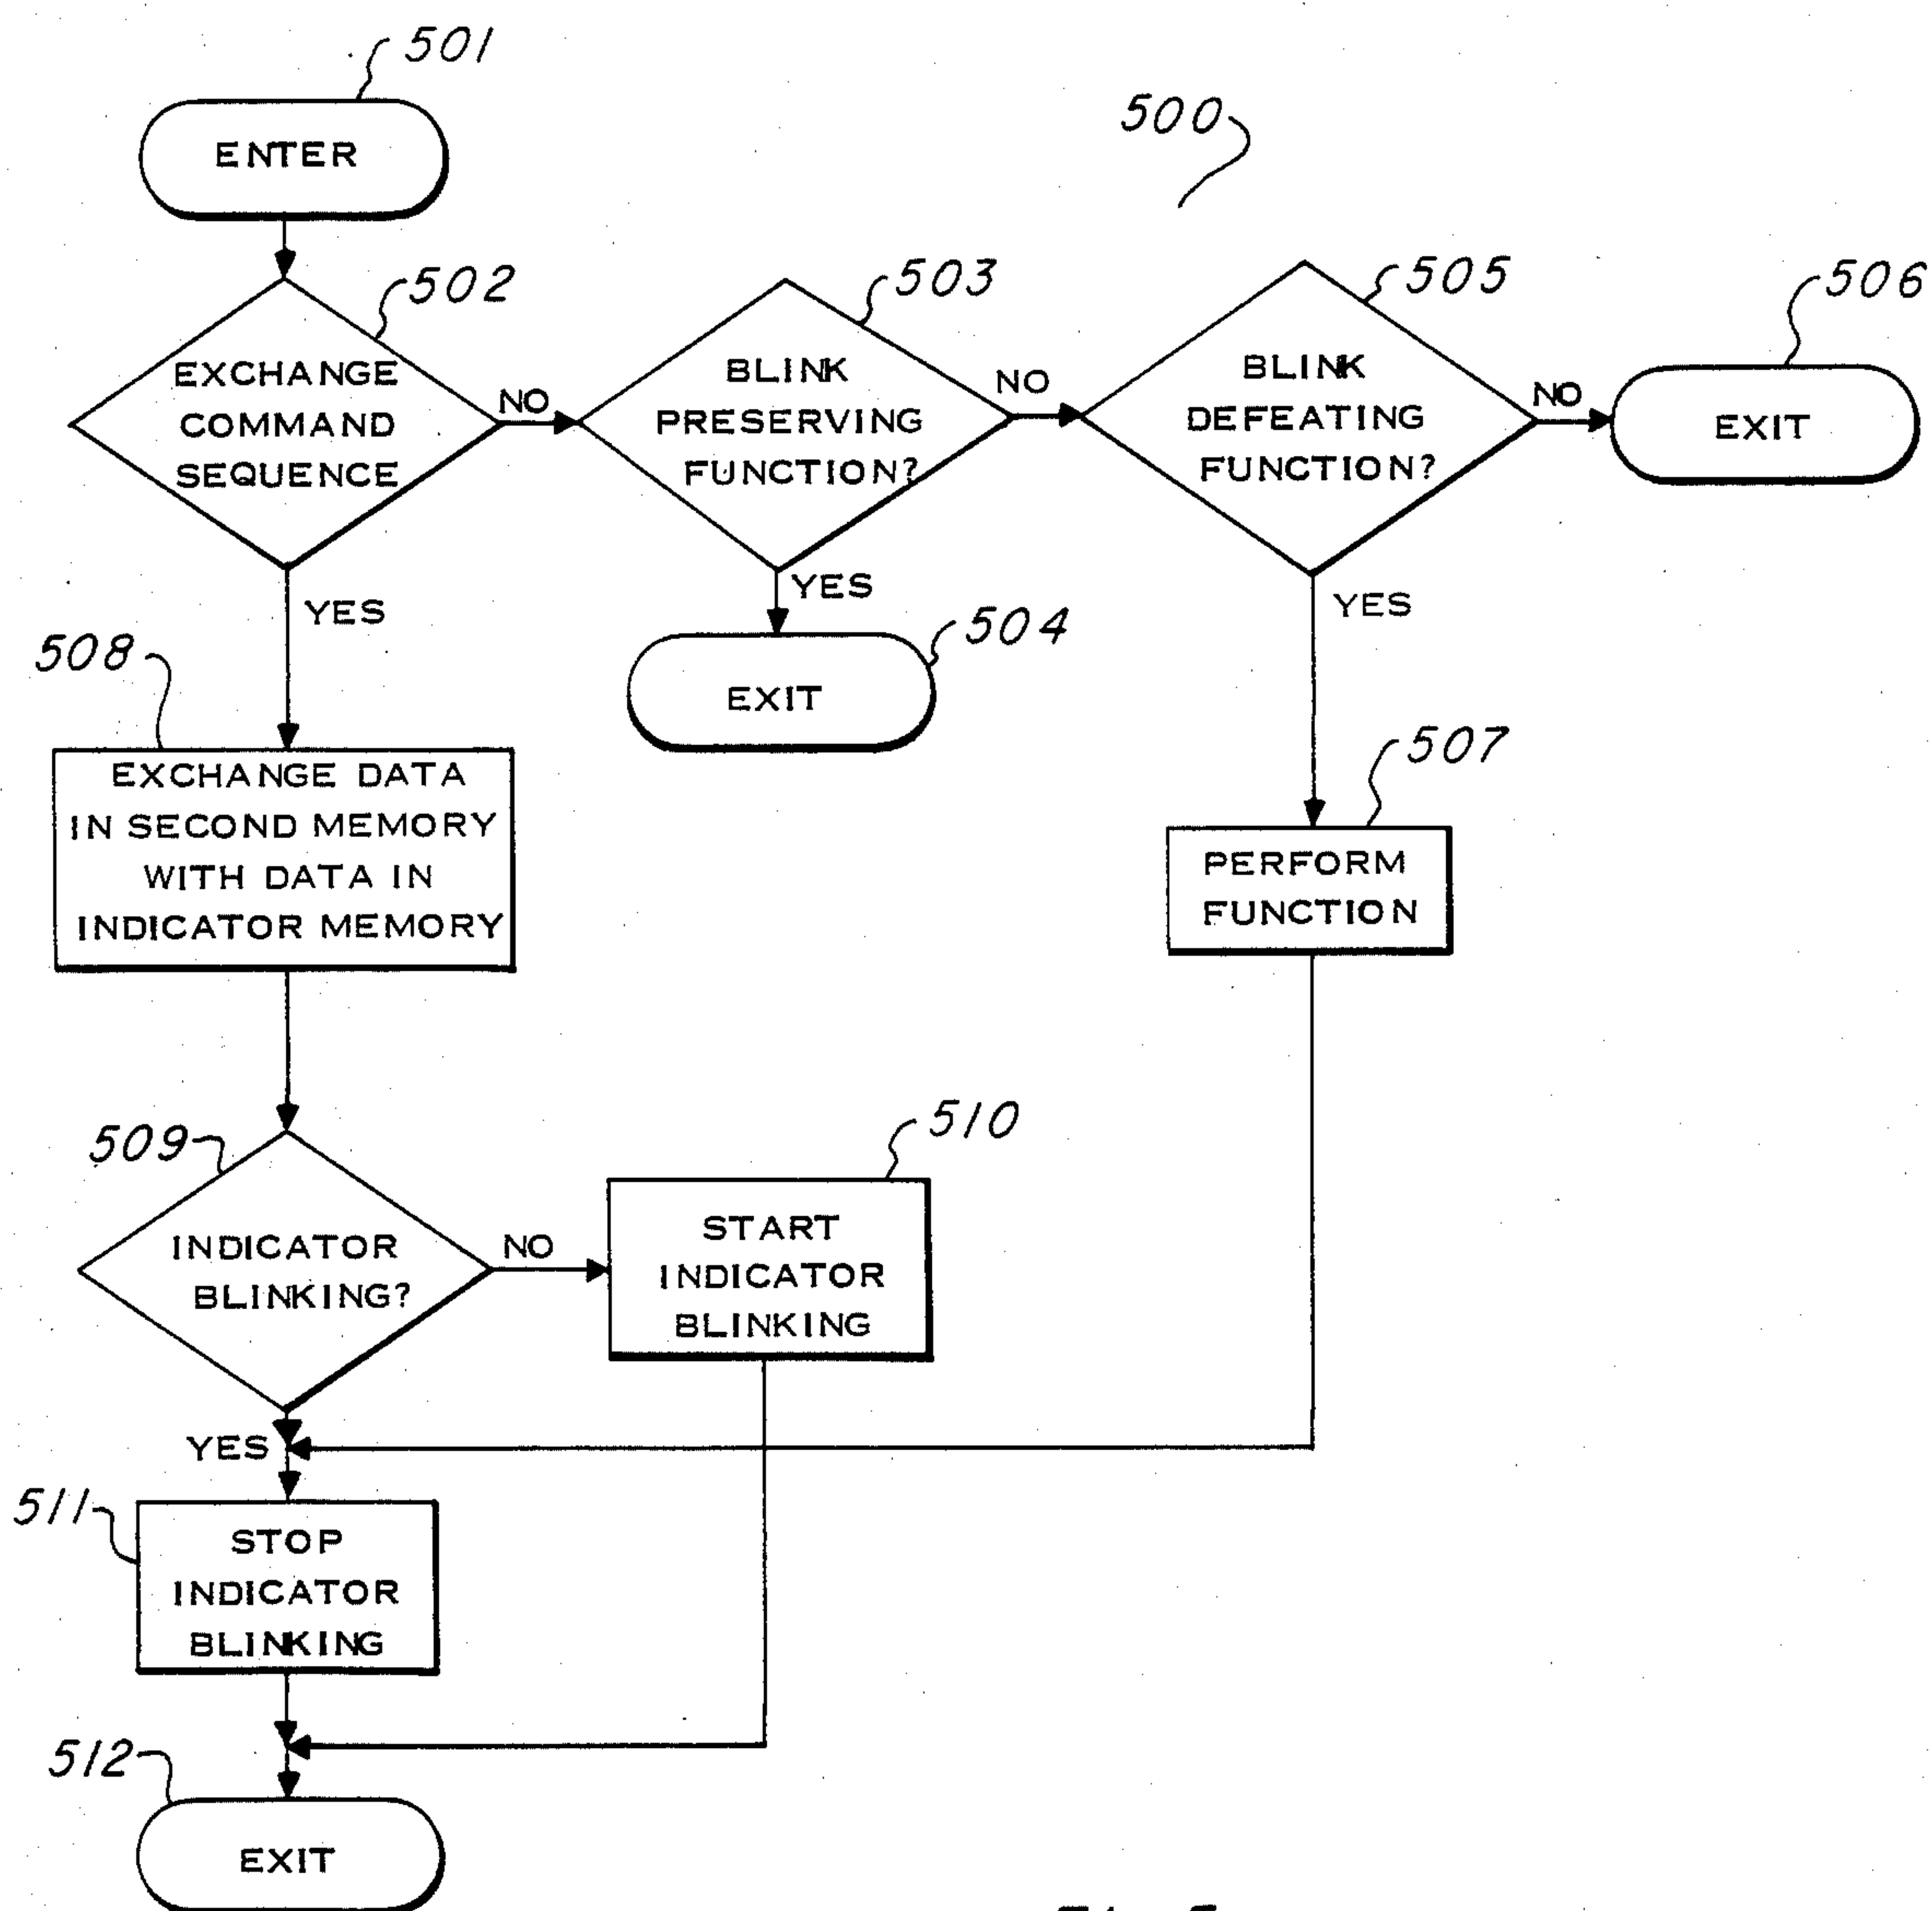 501
ENTER
500
502
EXCHANGE
COMMAND
SEQUENCE
NO
503
BLINK
PRESERVING
FUNCTION?
NO
505
BLINK
DEFEATING
FUNCTION?
NO
506
EXIT
YES
YES
504
EXIT
YES
508
EXCHANGE DATA
IN SECOND MEMORY
WITH DATA IN
INDICATOR MEMORY
507
PERFORM
FUNCTION
509
INDICATOR
BLINKING?
NO
510
START
INDICATOR
BLINKING
YES
511
STOP
INDICATOR
BLINKING
512
EXIT